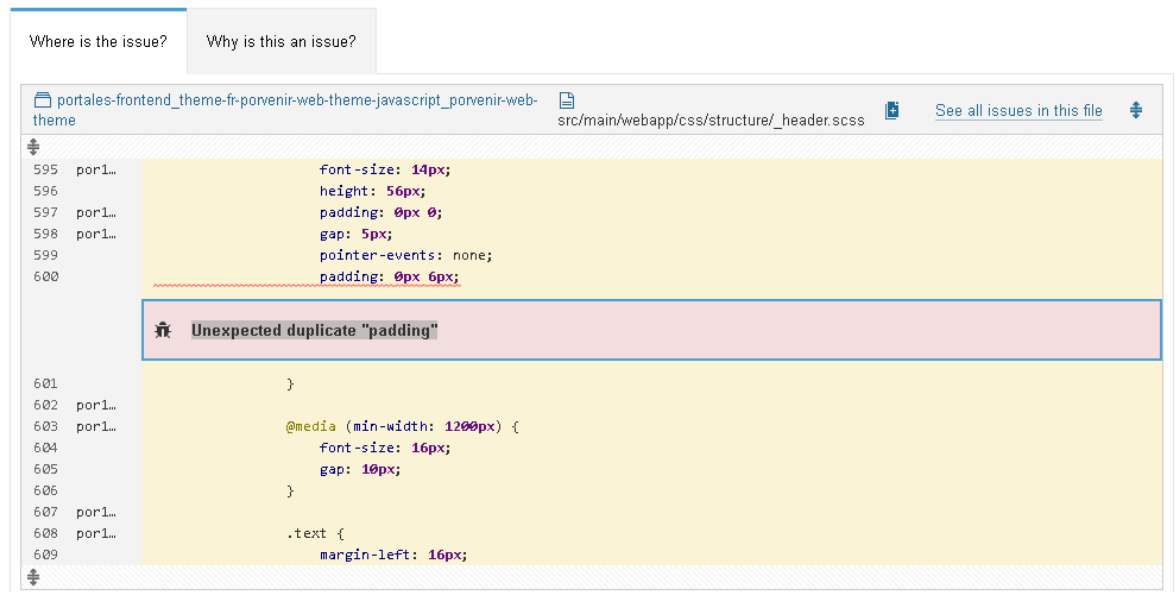 Where is the issue?
Why is this an issue?
portales-frontend_theme-fr-porvenir-web-theme-javascript_porvenir-web-
theme
src/main/webapp/css/structure/_header.scss
See all issues in this file
595 por1… font-size: 14px;
596 height: 56px;
597 por1… padding: 0px 0;
598 por1… gap: 5px;
599 pointer-events: none;
600 padding: 0px 6px;
Unexpected duplicate "padding"
601 }
602 por1…
603 por1… @media (min-width: 1200px) {
604 font-size: 16px;
605 gap: 10px;
606 }
607 por1…
608 por1… .text {
609 margin-left: 16px;